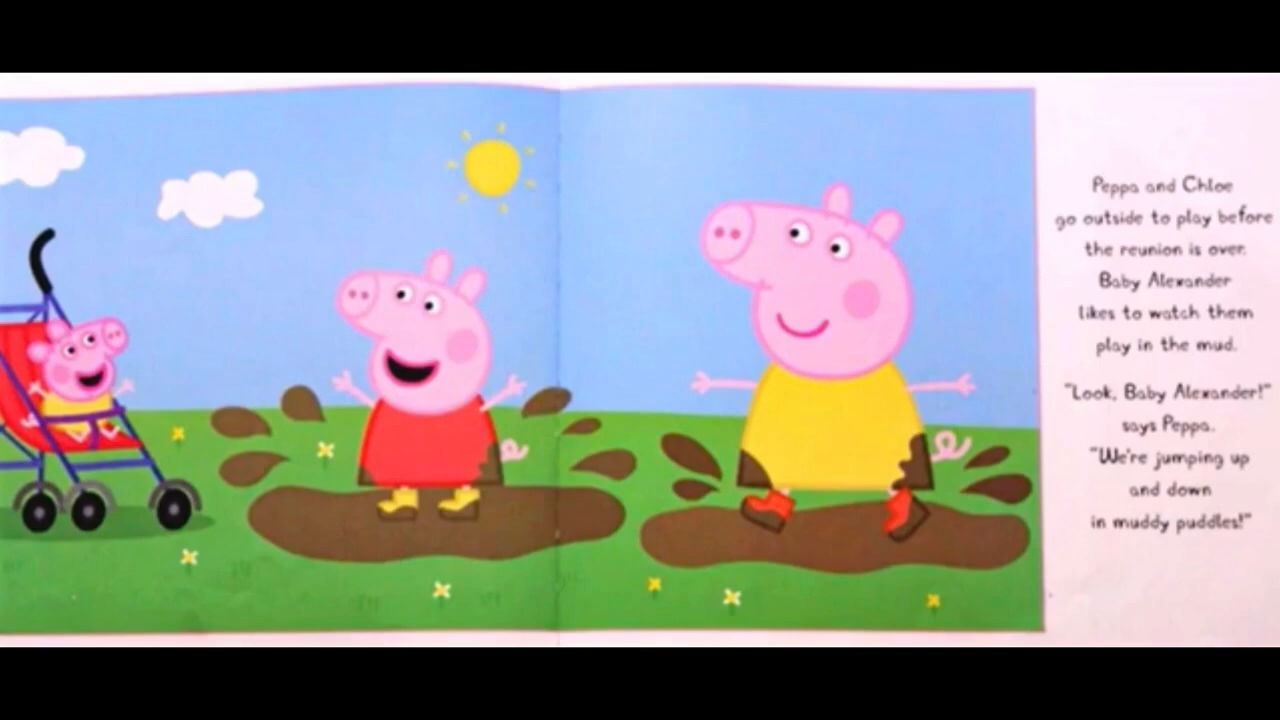 Peppa and Chloe
go outside to play before
the reunion is over.
Baby Alexander
likes to watch them
play in the mud.
"Look, Baby Alexander!"
says Peppa.
"We're jumping up
and down
in muddy puddles!"